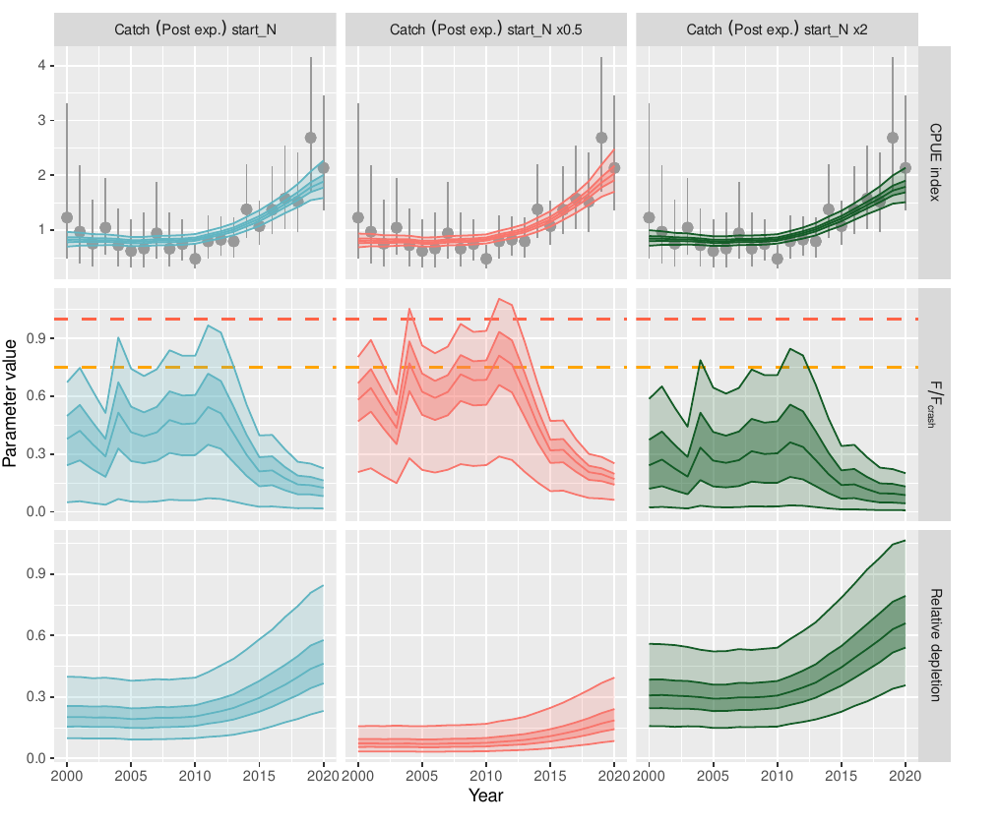 Catch (Post exp.) start_N
Catch (Post exp.) start_N x0.5
Catch (Post exp.) start_N x2
4
3
2
1
CPUE index
0.9
0.6
0.3
0.0
F/Fcrash
0.9
0.6
0.3
0.0
Relative depletion
Parameter value
2000 2005 2010 2015 2020
2000 2005 2010 2015 2020
2000 2005 2010 2015 2020
Year